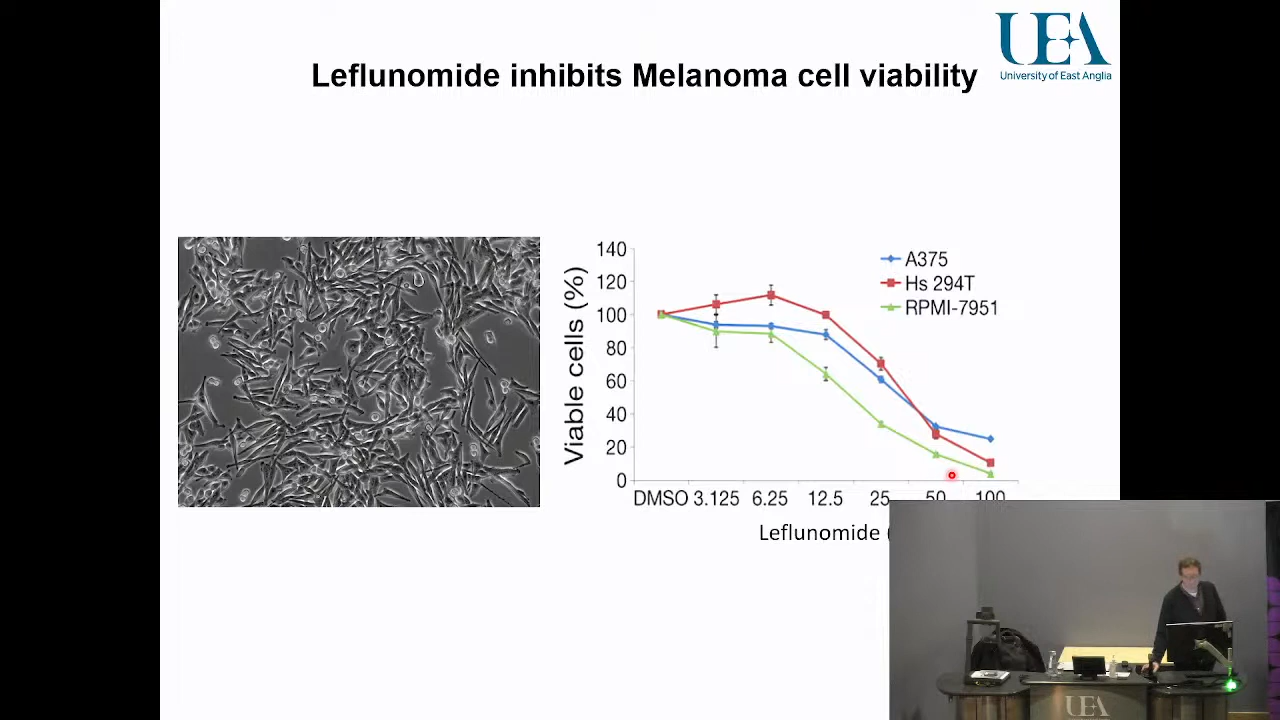 UEA
University of East Anglia
Leflunomide inhibits Melanoma cell viability
140
120
100
80
60
40
20
0
Viable cells (%)
A375
Hs 294T
RPMI-7951
DMSO 3.125 6.25 12.5 25 50 100
Leflunomide (
UEA